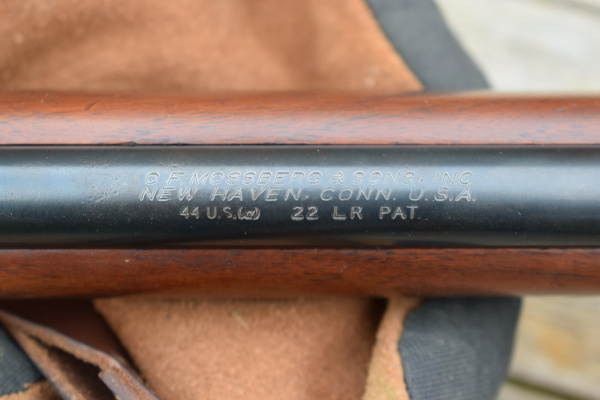 O.F. MOSSBERG & SONS, INC.
NEW HAVEN, CONN. U.S.A.
44 U.S.(a) 22 LR PAT.